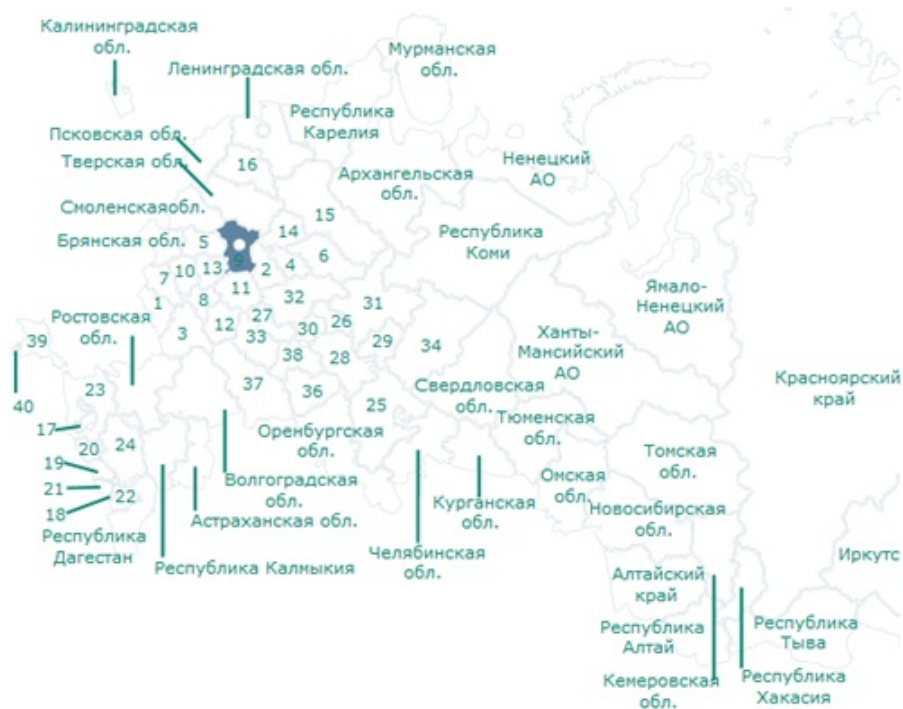 Калининградская
обл.
Мурманская
обл.
Ленинградская обл.
Республика
Карелия
Псковская обл.
Тверская обл.
16
Ненецкий
АО
Архангельская
обл.
Смоленскаяобл.
15
14
Республика
Коми
Брянская обл.
5
9
6
7
10
13
2
4
11
Ямало-
Ненецкий
АО
1
8
32
31
Ростовская
обл.
3
12
27
33
30
26
29
34
Ханты-
Мансийский
АО
39
38
28
40
23
37
36
25
Свердловская
обл.
Красноярский
край
17
Оренбургская
обл.
Тюменская
обл.
20
24
19
Волгоградская
обл.
Омская
обл.
Томская
обл.
21
18
22
Астраханская обл.
Курганская
обл.
Новосибирская
обл.
Республика
Дагестан
Республика Калмыкия
Челябинская
обл.
Иркутс
Алтайский
край
Республика
Алтай
Республика
Тыва
Кемеровская
обл.
Республика
Хакасия